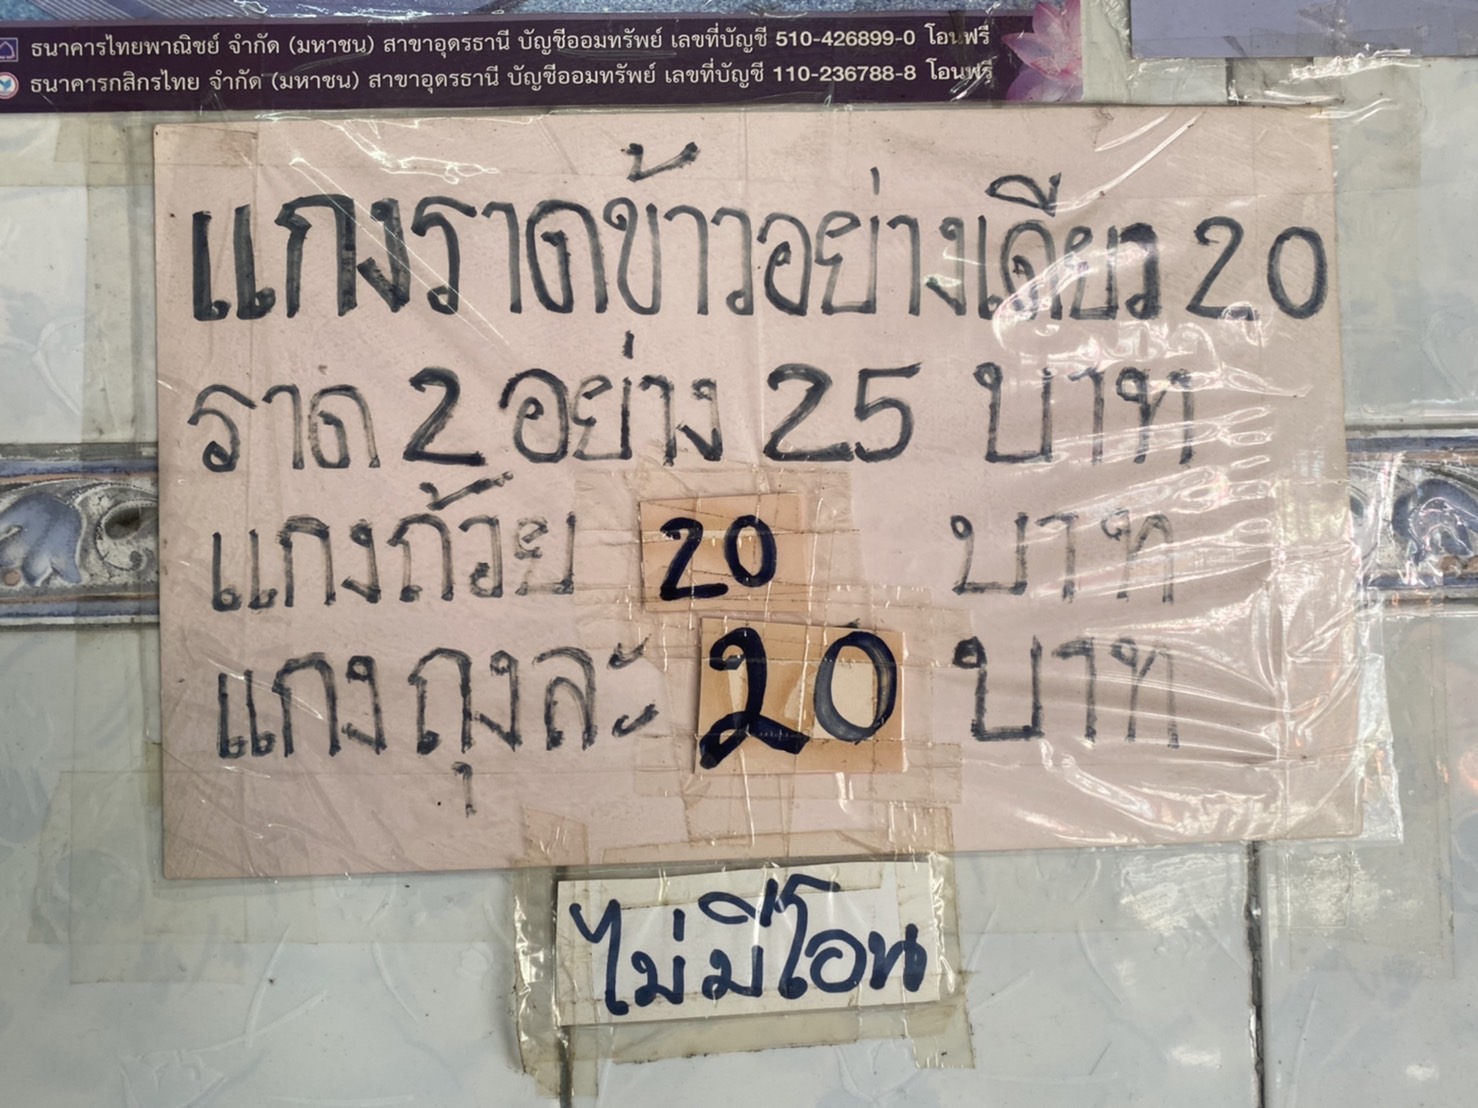 ธนาคารไทยพาณิชย์ จำกัด (มหาชน) สาขาอุดรธานี บัญชีออมทรัพย์ เลขที่บัญชี 510-426899-0 โอนฟรี
ธนาคารกสิกรไทย จำกัด (มหาชน) สาขาอุดรธานี บัญชีออมทรัพย์ เลขที่บัญชี 110-236788-8 โอนฟรี
แกงราดข้าวอย่างเดียว 20
ราด 2 อย่าง 25 บาท
แกงถ้วย 20 บาท
แกงถุงละ 20 บาท
ไม่มีโอน